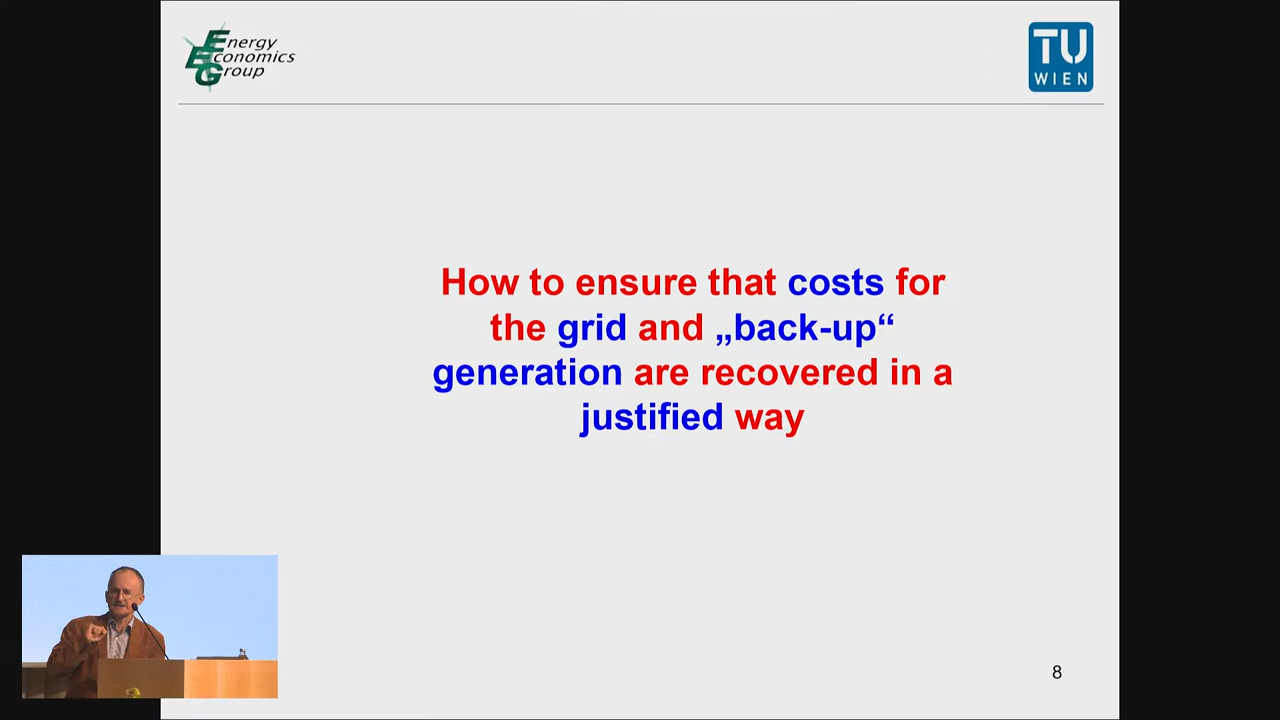 Energy
Economics
Group
TU
WIEN
How to ensure that costs for
the grid and „back-up“
generation are recovered in a
justified way
8